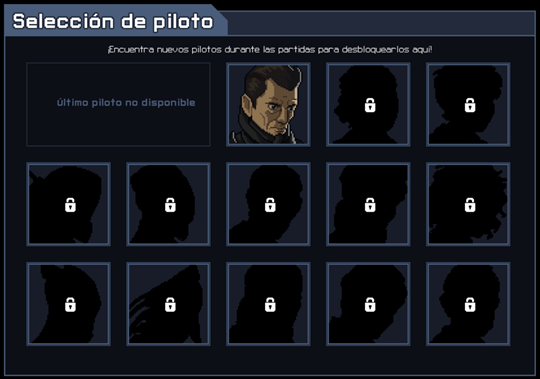 Selección de piloto
¡Encuentra nuevos pilotos durante las partidas para desbloquearlos aquí!
Último piloto no disponible